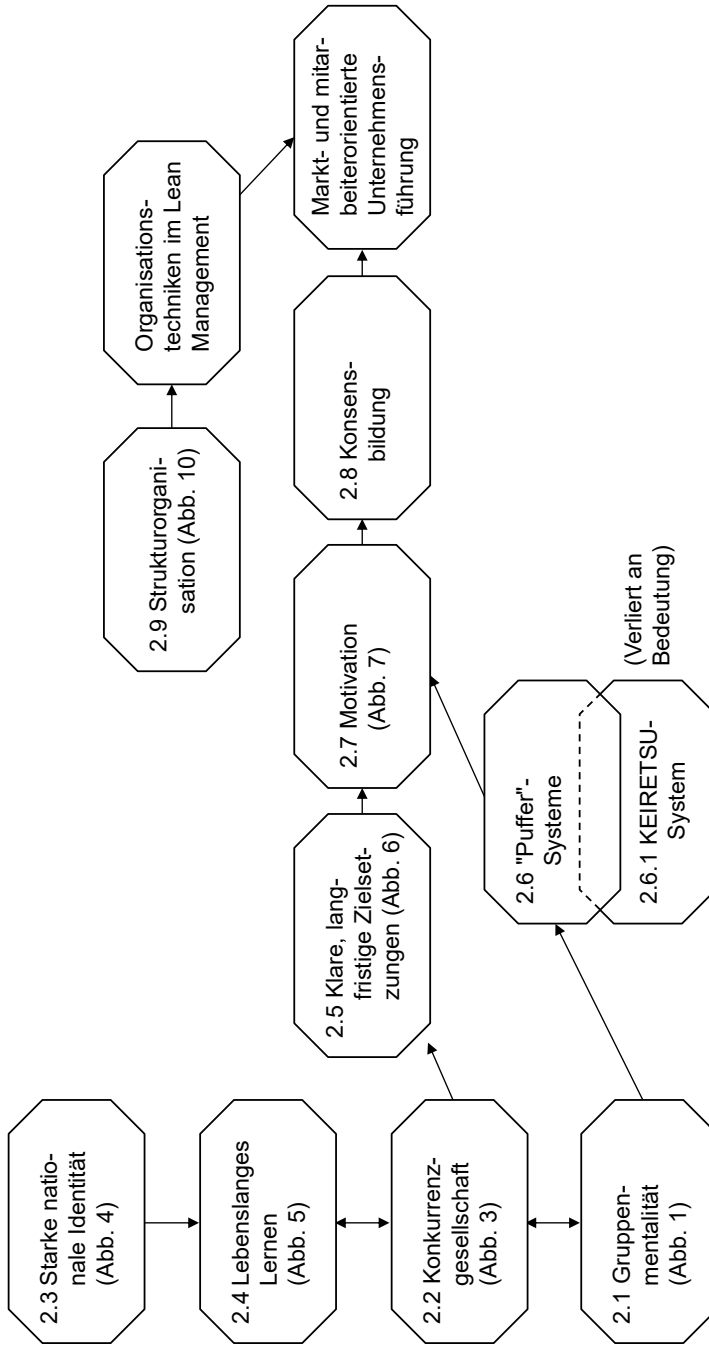 2.3 Starke natio-
nale Identität
(Abb. 4)
2.4 Lebenslanges
Lernen
(Abb. 5)
2.2 Konkurrenz-
gesellschaft
(Abb. 3)
2.1 Gruppen-
mentalität
(Abb. 1)
2.5 Klare, lang-
fristige Zielset-
zungen (Abb. 6)
2.6 "Puffer"-
Systeme
2.6.1 KEIRETSU-
System
(Verliert an
Bedeutung)
2.7 Motivation
(Abb. 7)
2.9 Strukturorgani-
sation (Abb. 10)
2.8 Konsens-
bildung
Organisations-
techniken im Lean
Management
Markt- und mitar-
beiterorientierte
Unternehmens-
führung